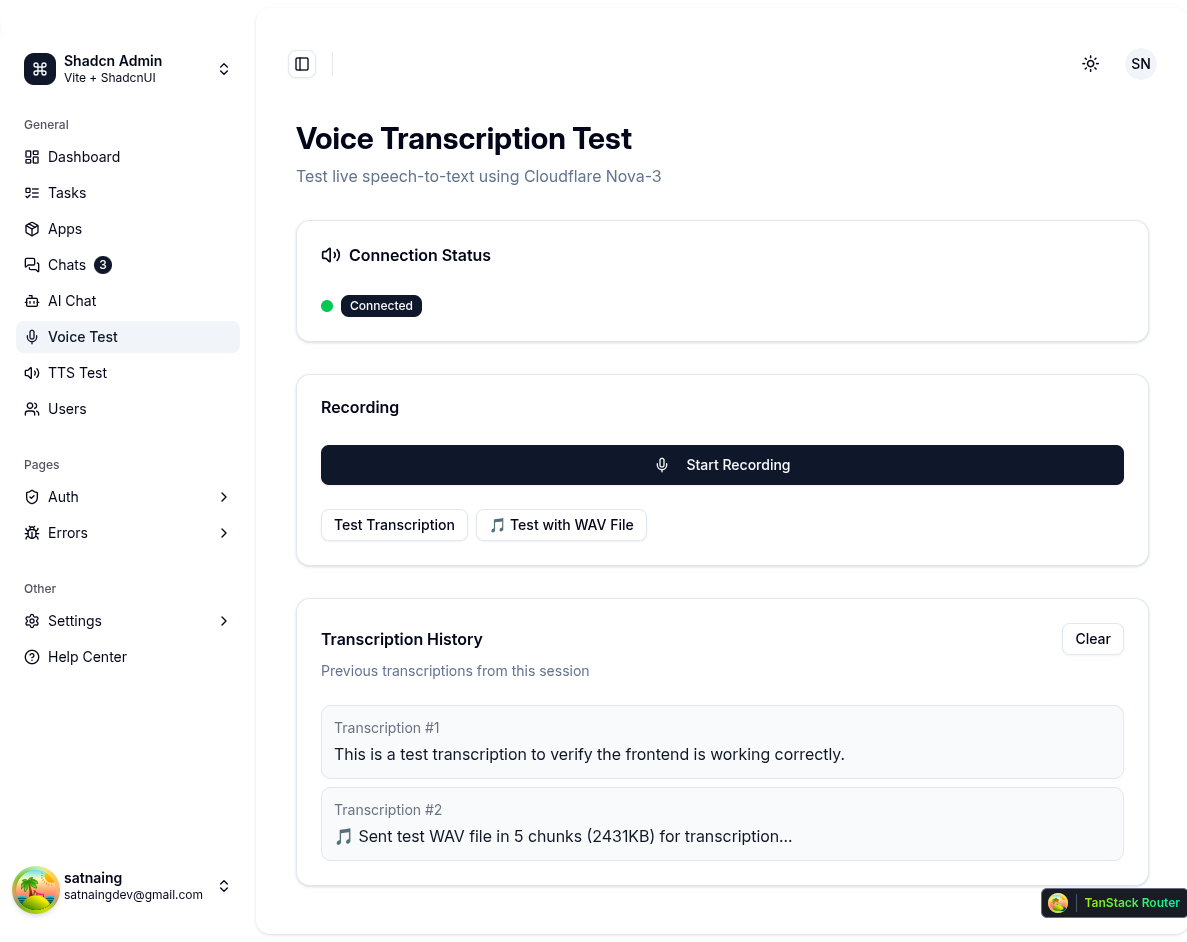 Shadcn Admin
Vite + ShadcnUI
General
Dashboard
Tasks
Apps
Chats 3
AI Chat
Voice Test
TTS Test
Users
Pages
Auth
Errors
Other
Settings
Help Center
satnaing
satnaingdev@gmail.com
SN
Voice Transcription Test
Test live speech-to-text using Cloudflare Nova-3
Connection Status
Connected
Recording
Start Recording
Test Transcription
🎵 Test with WAV File
Transcription History
Clear
Previous transcriptions from this session
Transcription #1
This is a test transcription to verify the frontend is working correctly.
Transcription #2
🎵 Sent test WAV file in 5 chunks (2431KB) for transcription...
TanStack Router